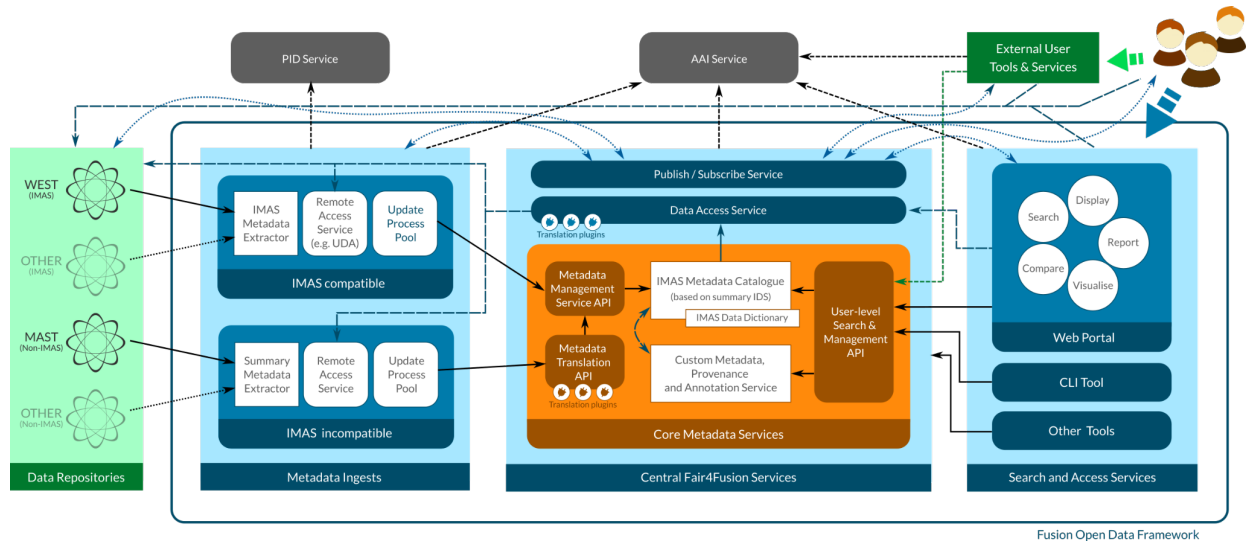 PID Service
AAI Service
External User
Tools & Services
WEST
(IMAS)
OTHER
(IMAS)
MAST
(Non-IMAS)
OTHER
(Non-IMAS)
Data Repositories
IMAS
Metadata
Extractor
Remote
Access
Service
(e.g. UDA)
Update
Process
Pool
IMAS compatible
Summary
Metadata
Extractor
Remote
Access
Service
Update
Process
Pool
IMAS incompatible
Metadata Ingests
Publish / Subscribe Service
Data Access Service
Translation plugins
Metadata
Management
Service API
IMAS Metadata Catalogue
(based on summary IDS)
IMAS Data Dictionary
Metadata
Translation
API
Translation plugins
Custom Metadata,
Provenance
and Annotation Service
User-level
Search &
Management
API
Core Metadata Services
Central Fair4Fusion Services
Search
Display
Report
Compare
Visualise
Web Portal
CLI Tool
Other Tools
Search and Access Services
Fusion Open Data Framework